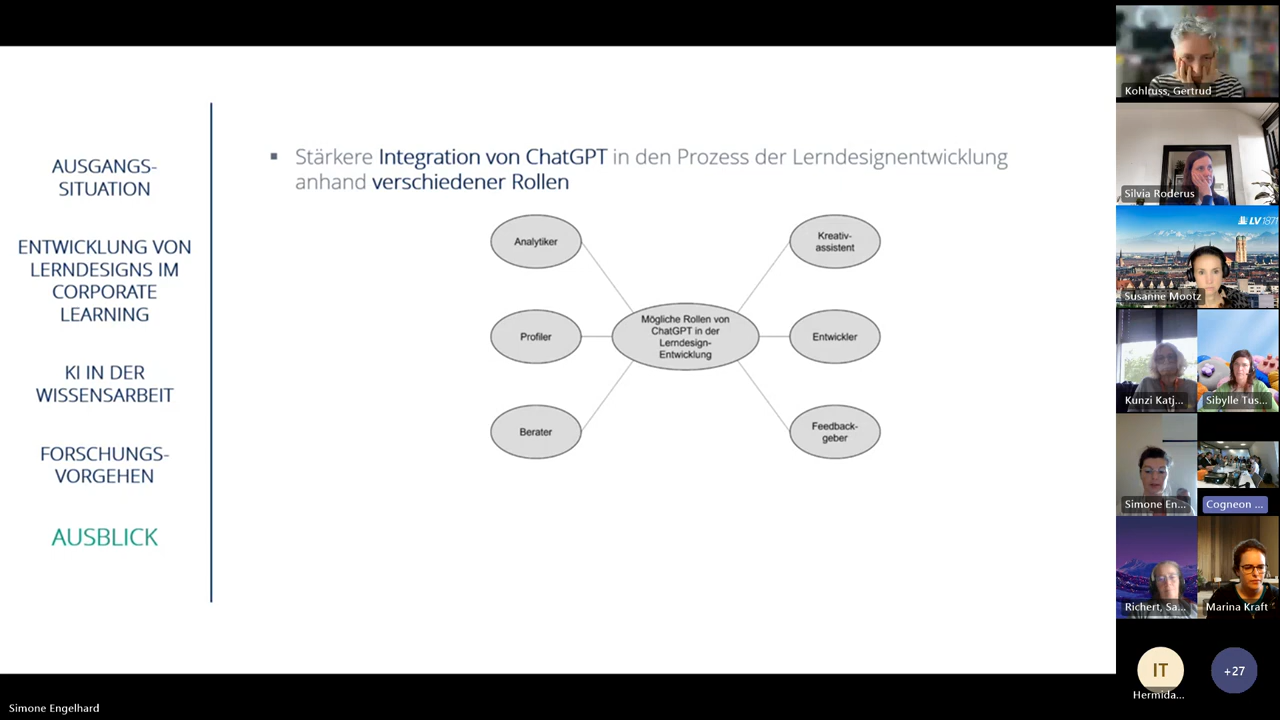 AUSGANGS-
SITUATION
ENTWICKLUNG VON
LERNDESIGNS IM
CORPORATE
LEARNING
KI IN DER
WISSENSARBEIT
FORSCHUNGS-
VORGEHEN
AUSBLICK
▪ Stärkere Integration von ChatGPT in den Prozess der Lerndesignentwicklung
anhand verschiedener Rollen
Analytiker
Kreativ-
assistent
Profiler
Mögliche Rollen von
ChatGPT in der
Lerndesign-
Entwicklung
Entwickler
Berater
Feedback-
geber
Kohlruss, Gertrud
Silvia Roderus
LV 1871
Susanne Mootz
Kunzi Katj...
Sibylle Tus...
Simone En...
Cogneon ...
Richert, Sa...
Marina Kraft
IT
Hermida...
+27
Simone Engelhard